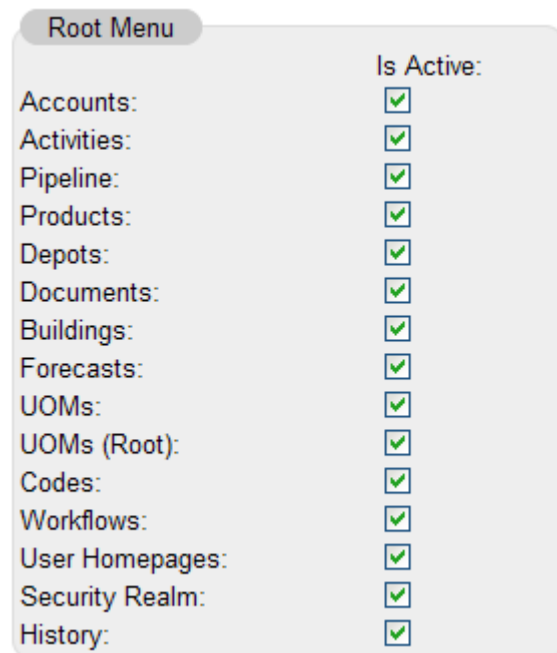 Root Menu
Is Active:
Accounts:
Activities:
Pipeline:
Products:
Depots:
Documents:
Buildings:
Forecasts:
UOMs:
UOMs (Root):
Codes:
Workflows:
User Homepages:
Security Realm:
History: